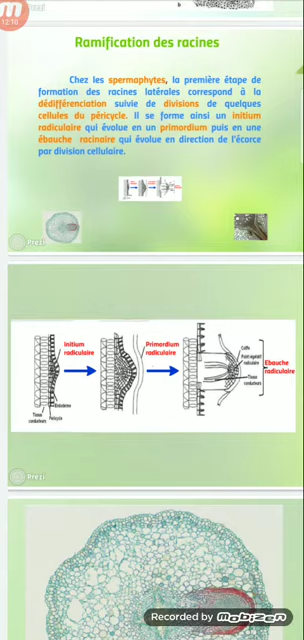 Prezi
12:18
b
Ramification des racines
Chez les spermaphytes, la première étape de
formation des racines latérales correspond à la
dédifférenciation suivie de divisions de quelques
cellules du péricycle. Il se forme ainsi un initium
radiculaire qui évolue en un primordium puis en une
ébauche racinaire qui évolue en direction de l'écorce
par division cellulaire.
Prezi
Initium
radiculaire
Primordium
radiculaire
Coiffe
Point végétatif
radiculaire
Tissus
conducteurs
Ebauche
radiculaire
Endoderme
Péricycle
Tissus
conducteurs
Prezi
Recorded by Mobizen